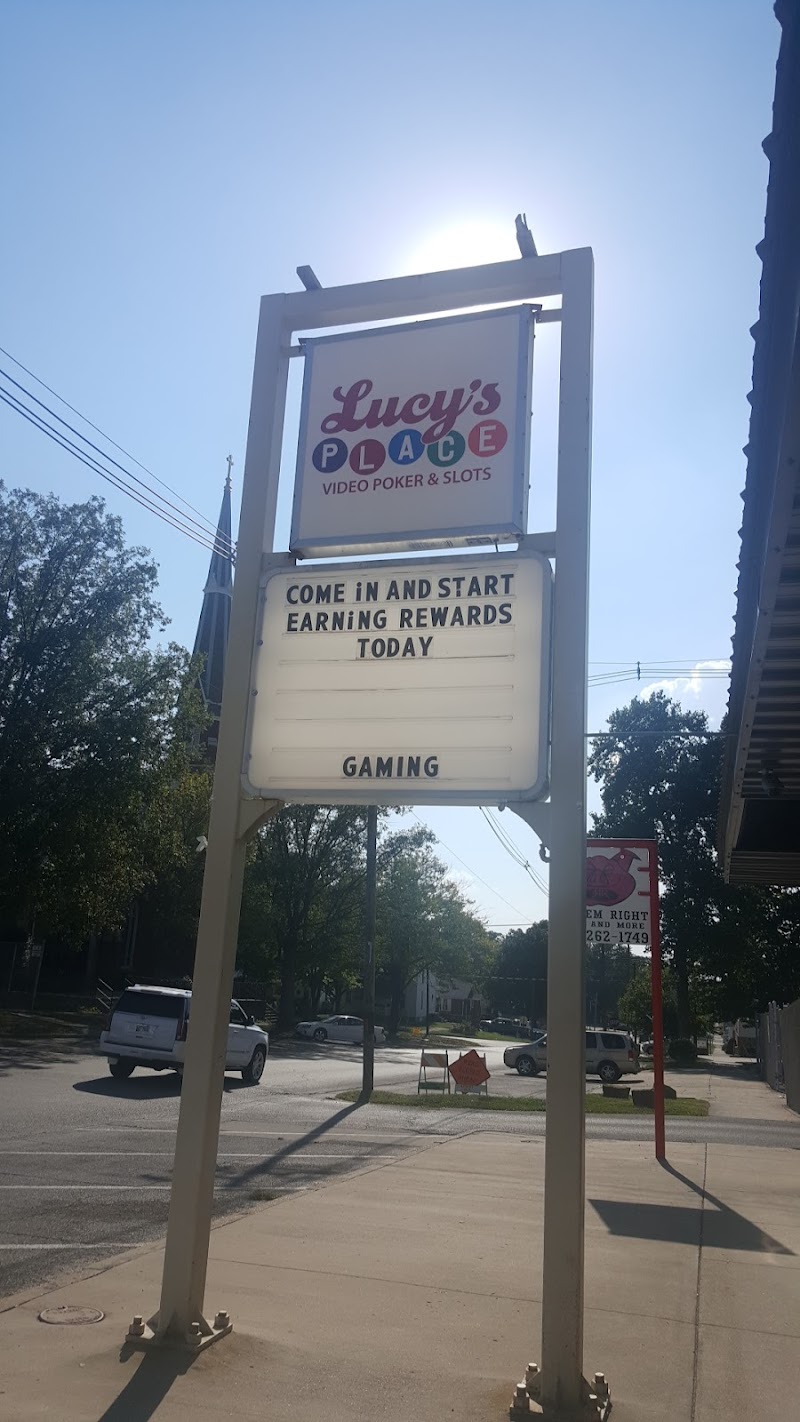 Lucy's
PLACE
VIDEO POKER & SLOTS
COME iN AND START
EARNiNG REWARDS
TODAY
GAMING
EM RIGHT
AND MORE
262-1749